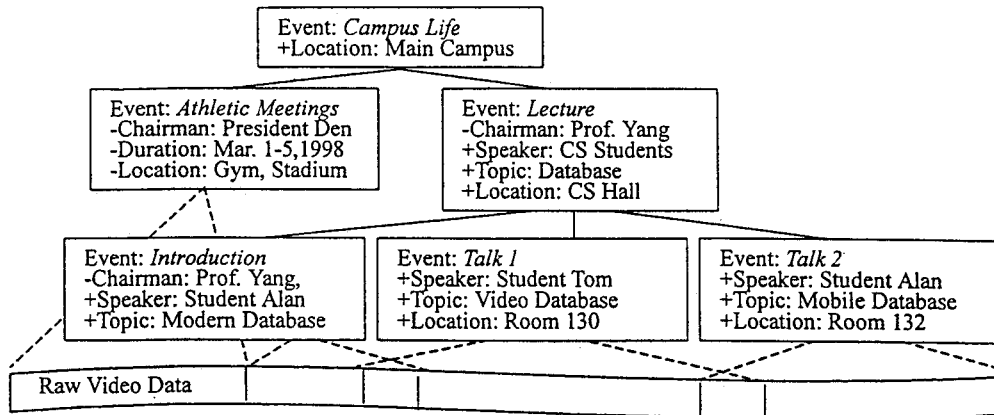 Event: Campus Life
+Location: Main Campus
Event: Athletic Meetings
-Chairman: President Den
-Duration: Mar. 1-5,1998
-Location: Gym, Stadium
Event: Lecture
-Chairman: Prof. Yang
+Speaker: CS Students
+Topic: Database
+Location: CS Hall
Event: Introduction
-Chairman: Prof. Yang,
+Speaker: Student Alan
+Topic: Modern Database
Event: Talk 1
+Speaker: Student Tom
+Topic: Video Database
+Location: Room 130
Event: Talk 2
+Speaker: Student Alan
+Topic: Mobile Database
+Location: Room 132
Raw Video Data